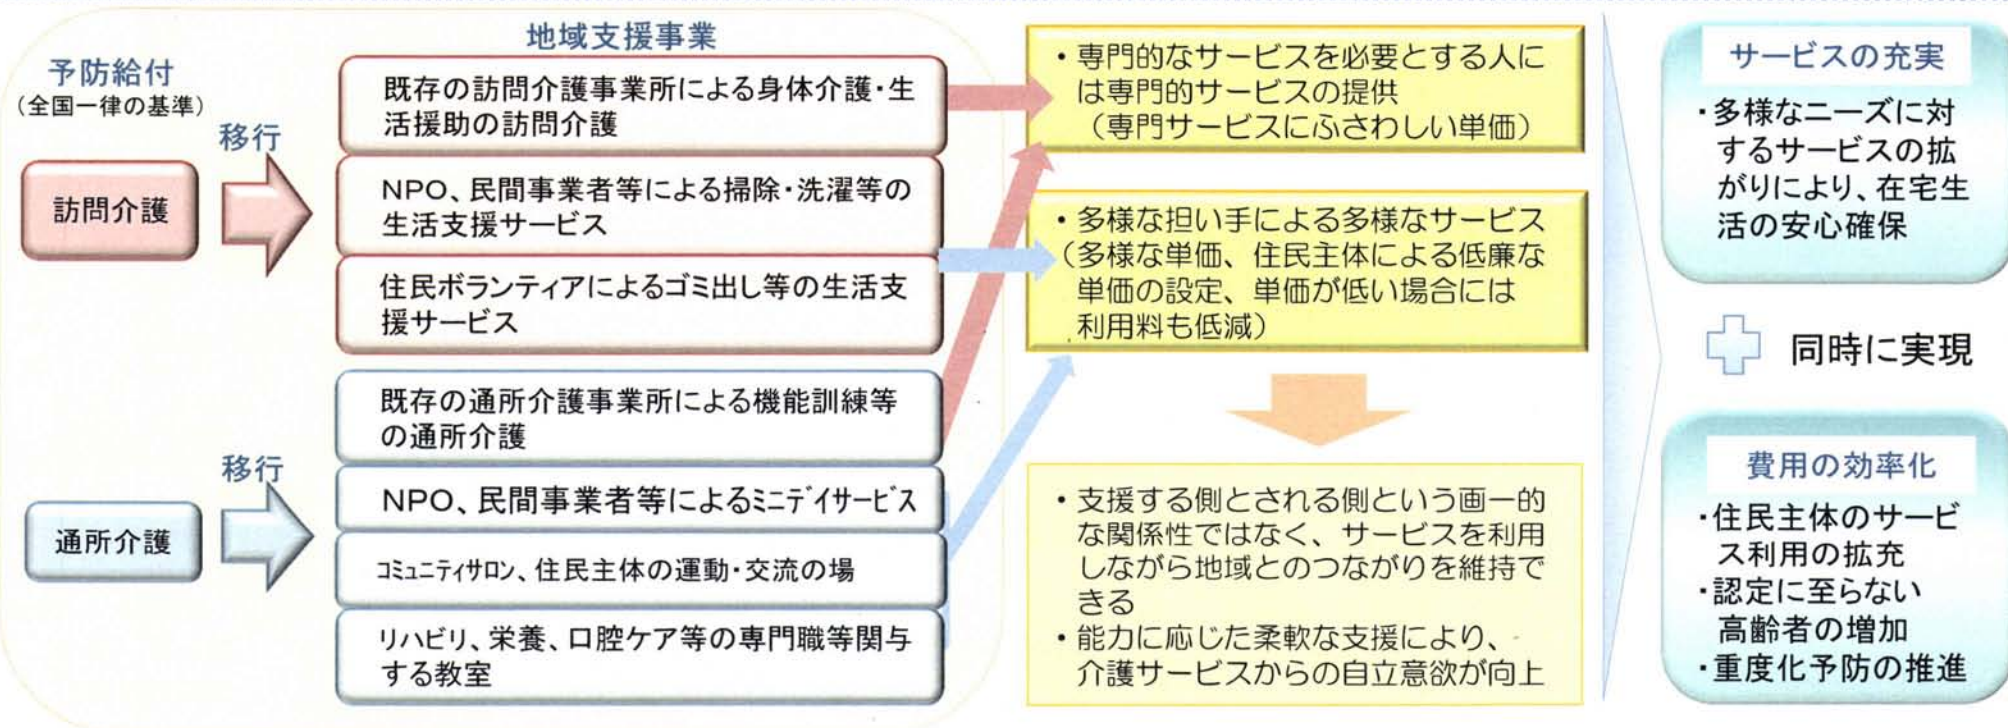 地域支援事業
予防給付
（全国一律の基準）
移行
訪問介護
既存の訪問介護事業所による身体介護・生
活援助の訪問介護
NPO、民間事業者等による掃除・洗濯等の
生活支援サービス
住民ボランティアによるゴミ出し等の生活支
援サービス
移行
通所介護
既存の通所介護事業所による機能訓練等
の通所介護
NPO、民間事業者等によるミニデイサービス
コミュニティサロン、住民主体の運動・交流の場
リハビリ、栄養、口腔ケア等の専門職等関与
する教室
・専門的なサービスを必要とする人に
は専門的サービスの提供
（専門サービスにふさわしい単価）
・多様な担い手による多様なサービス
（多様な単価、住民主体による低廉な
単価の設定、単価が低い場合には
利用料も低減）
・支援する側とされる側という画一的
な関係性ではなく、サービスを利用
しながら地域とのつながりを維持で
きる
・能力に応じた柔軟な支援により、
介護サービスからの自立意欲が向上
サービスの充実
・多様なニーズに対
するサービスの拡
がりにより、在宅生
活の安心確保
同時に実現
費用の効率化
・住民主体のサービ
ス利用の拡充
・認定に至らない
高齢者の増加
・重度化予防の推進